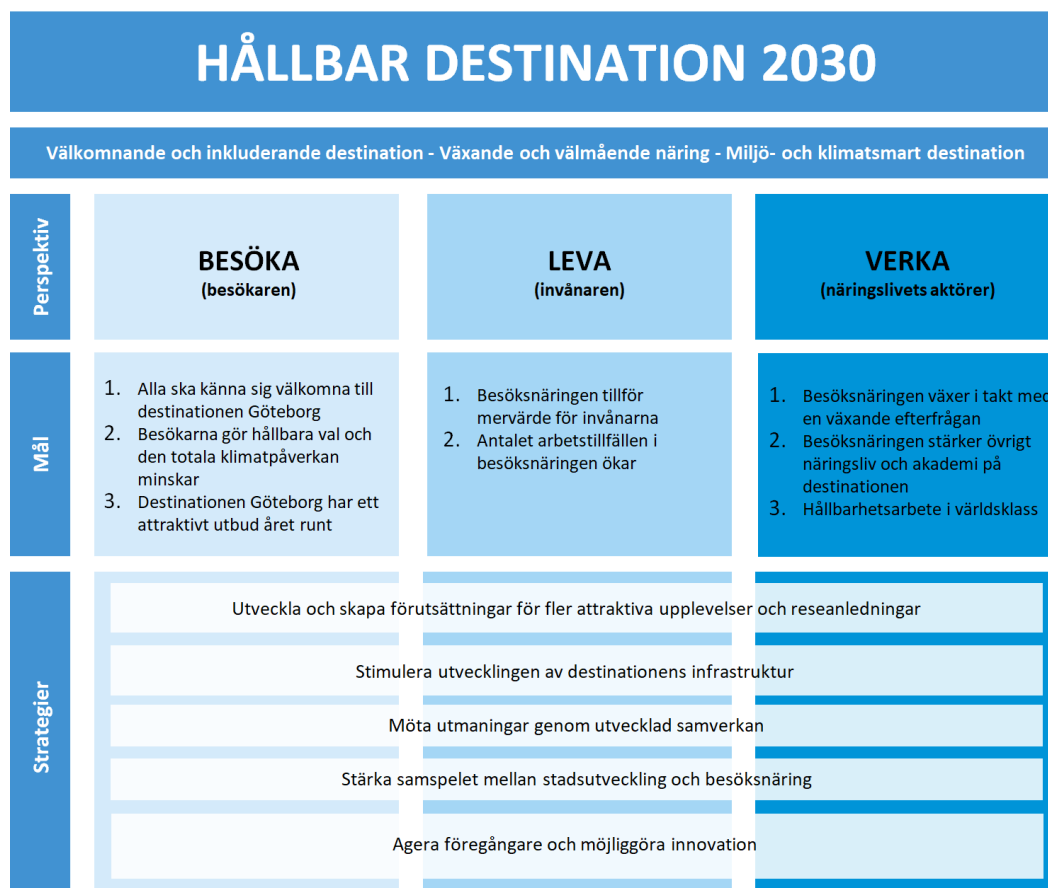 HÅLLBAR DESTINATION 2030
Välkomnande och inkluderande destination - Växande och välmående näring - Miljö- och klimatsmart destination
Perspektiv
BESÖKA
(besökaren)
LEVA
(invånaren)
VERKA
(näringslivets aktörer)
Mål
1. Alla ska känna sig välkomna till
destinationen Göteborg
2. Besökarna gör hållbara val och
den totala klimatpåverkan
minskar
3. Destinationen Göteborg har ett
attraktivt utbud året runt
1. Besöksnäringen tillför
mervärde för invånarna
2. Antalet arbetstillfällen i
besöksnäringen ökar
1. Besöksnäringen växer i takt med
en växande efterfrågan
2. Besöksnäringen stärker övrigt
näringsliv och akademi på
destinationen
3. Hållbarhetsarbete i världsklass
Strategier
Utveckla och skapa förutsättningar för fler attraktiva upplevelser och reseanledningar
Stimulera utvecklingen av destinationens infrastruktur
Möta utmaningar genom utvecklad samverkan
Stärka samspelet mellan stadsutveckling och besöksnäring
Agera föregångare och möjliggöra innovation